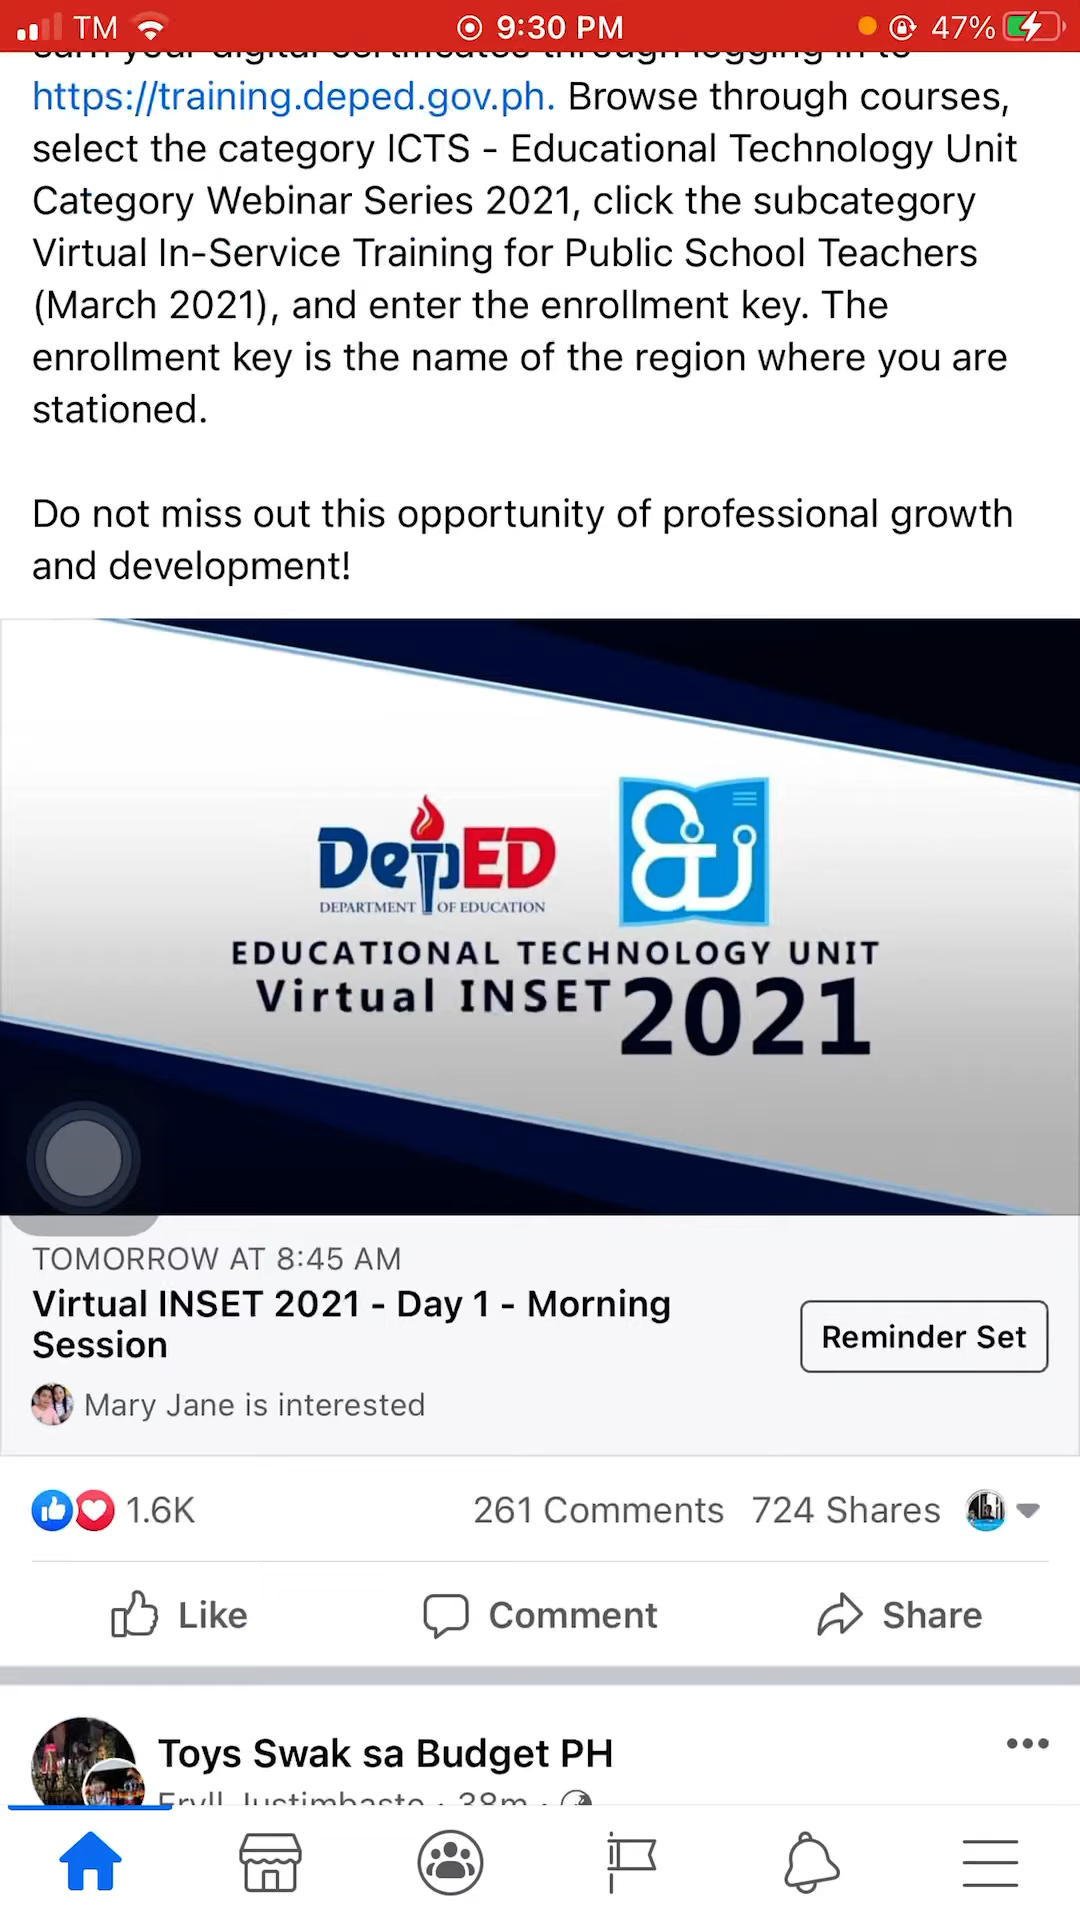 TM 9:30 PM 47%
earn your digital certificates through logging in to
https://training.deped.gov.ph. Browse through courses,
select the category ICTS - Educational Technology Unit
Category Webinar Series 2021, click the subcategory
Virtual In-Service Training for Public School Teachers
(March 2021), and enter the enrollment key. The
enrollment key is the name of the region where you are
stationed.
Do not miss out this opportunity of professional growth
and development!
DepED
DEPARTMENT OF EDUCATION
EDUCATIONAL TECHNOLOGY UNIT
Virtual INSET 2021
TOMORROW AT 8:45 AM
Virtual INSET 2021 - Day 1 - Morning
Session
Reminder Set
Mary Jane is interested
1.6K 261 Comments 724 Shares
Like Comment Share
Toys Swak sa Budget PH
38m